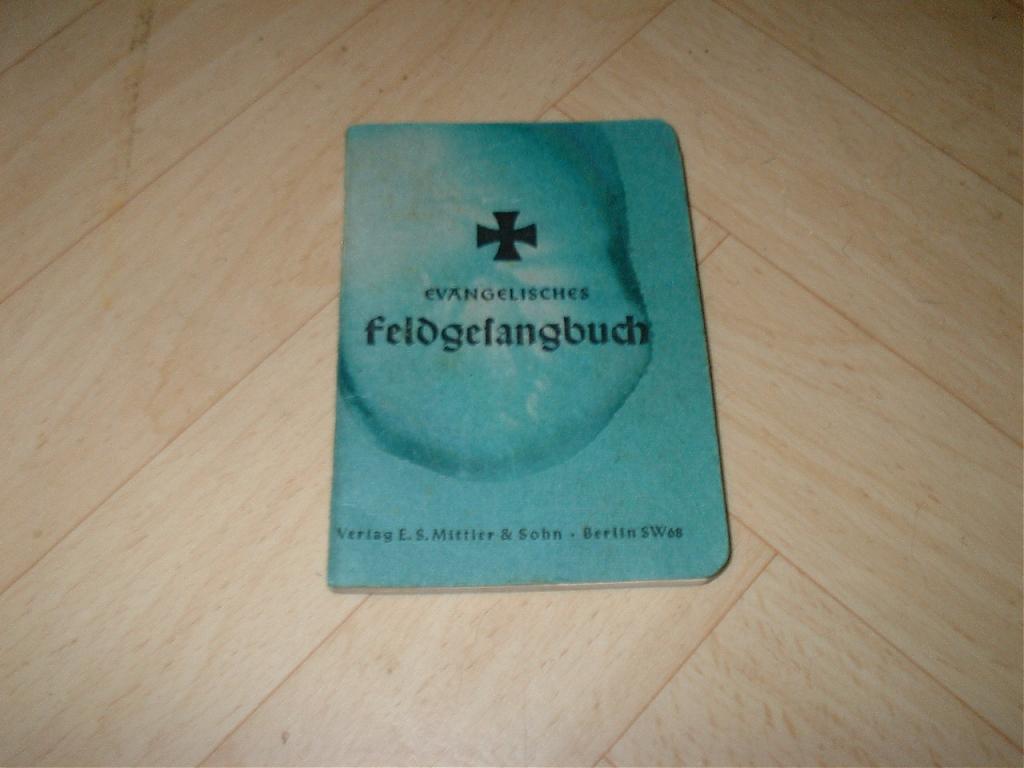 EVANGELISCHES
Feldgeſangbuch
Verlag E. S. Mittler & Sohn · Berlin SW68